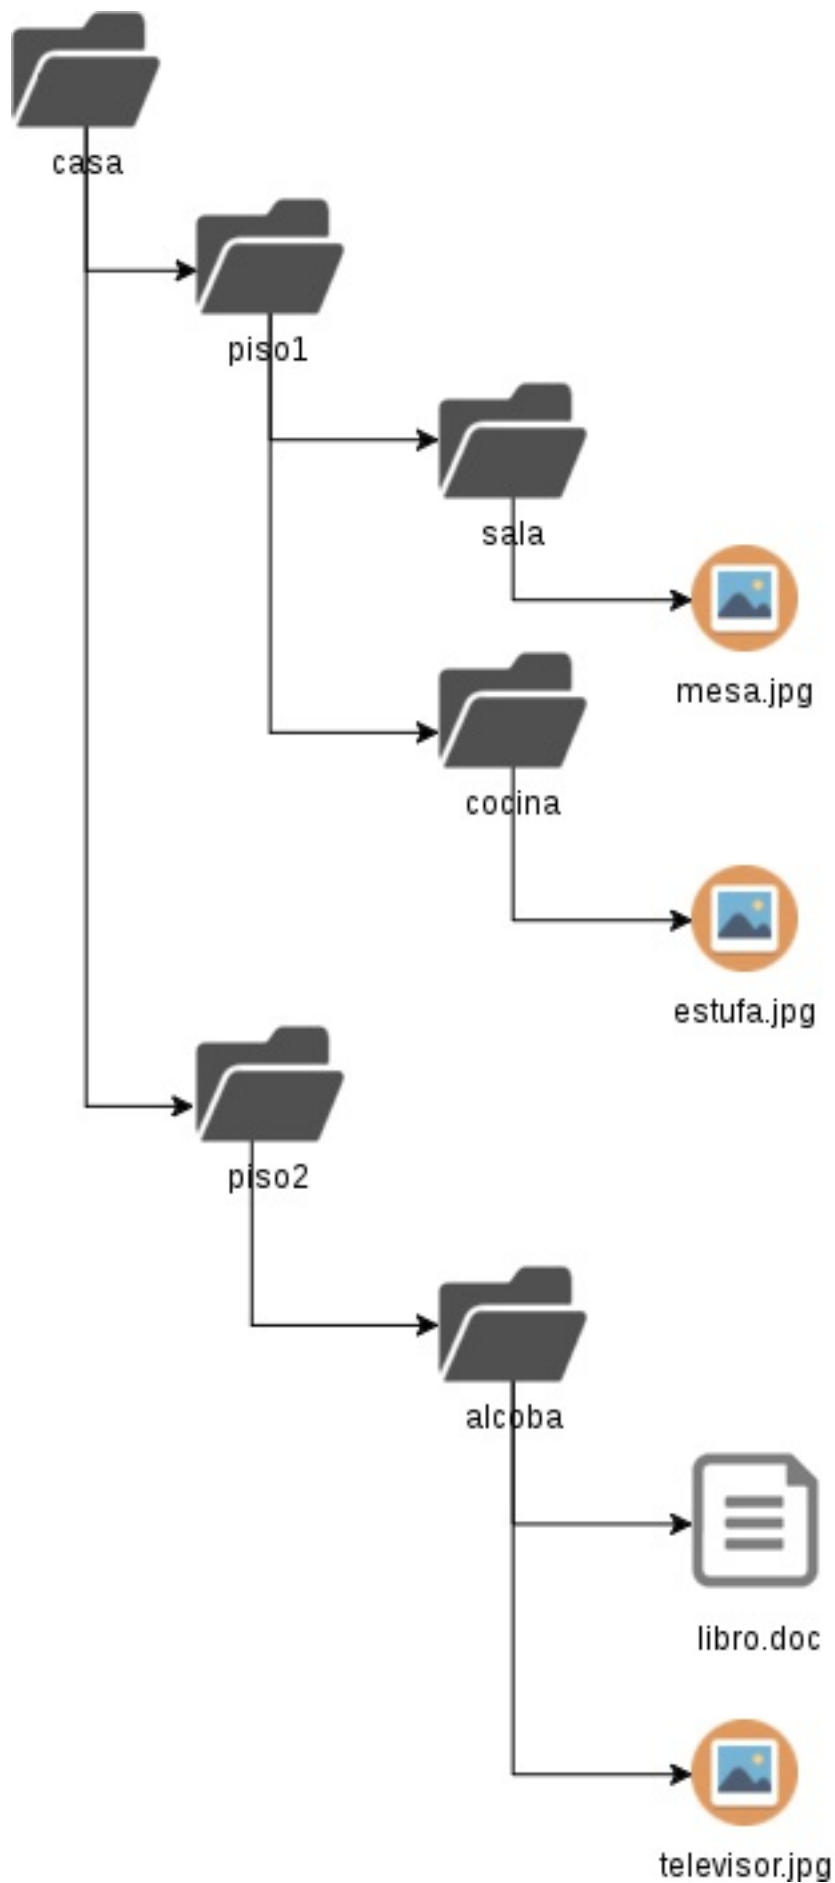 casa
piso1
sala
mesa.jpg
cocina
estufa.jpg
piso2
alcoba
libro.doc
televisor.jpg